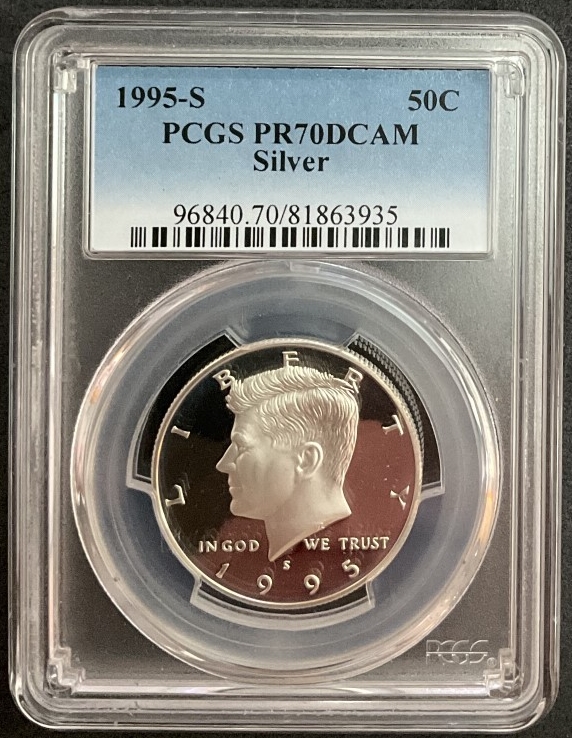 1995-S 50C
PCGS PR70DCAM
Silver
96840.70/81863935
LIBERTY
IN GOD WE TRUST
S
1995
PCGS